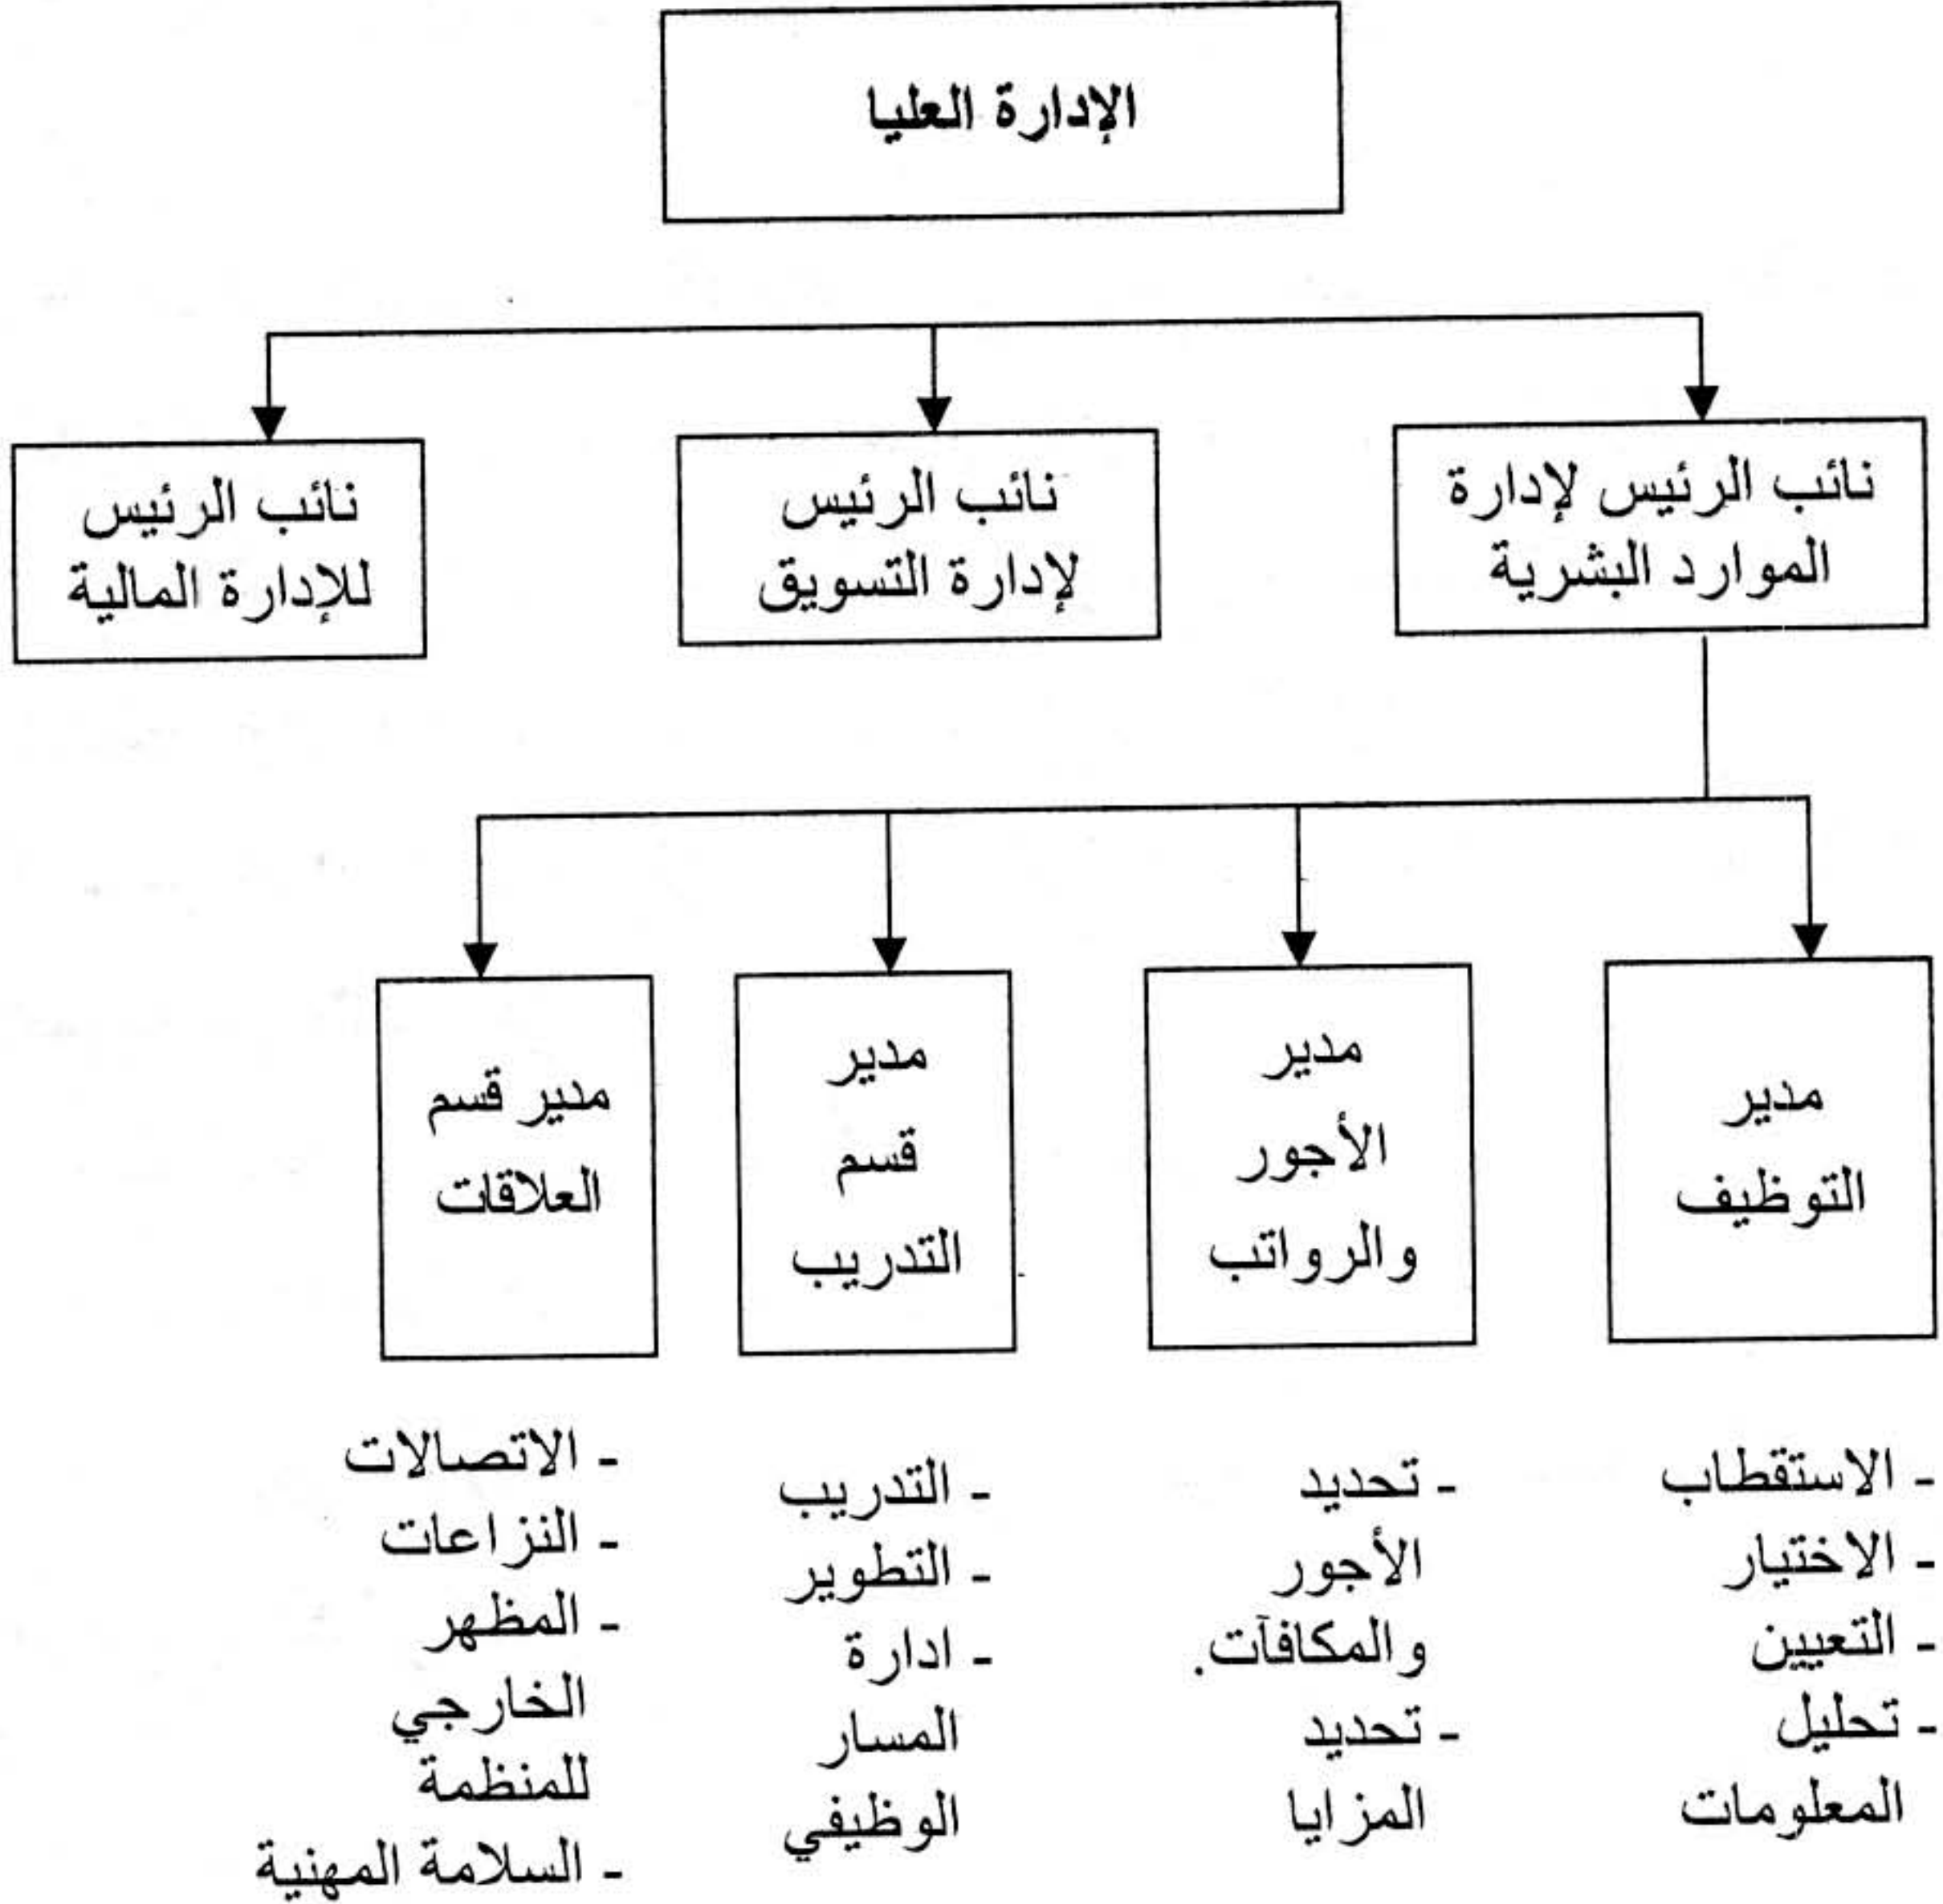 الإدارة العليا
نائب الرئيس لإدارة
الموارد البشرية
نائب الرئيس
لإدارة التسويق
نائب الرئيس
للإدارة المالية
مدير
التوظيف
مدير
الأجور
والرواتب
مدير
قسم
التدريب
مدير قسم
العلاقات
- الاستقطاب
- الاختيار
- التعيين
- تحليل
المعلومات
- تحديد
الأجور
والمكافآت.
- تحديد
المزايا
- التدريب
- التطوير
- ادارة
المسار
الوظيفي
- الاتصالات
- النزاعات
- المظهر
الخارجي
للمنظمة
- السلامة المهنية